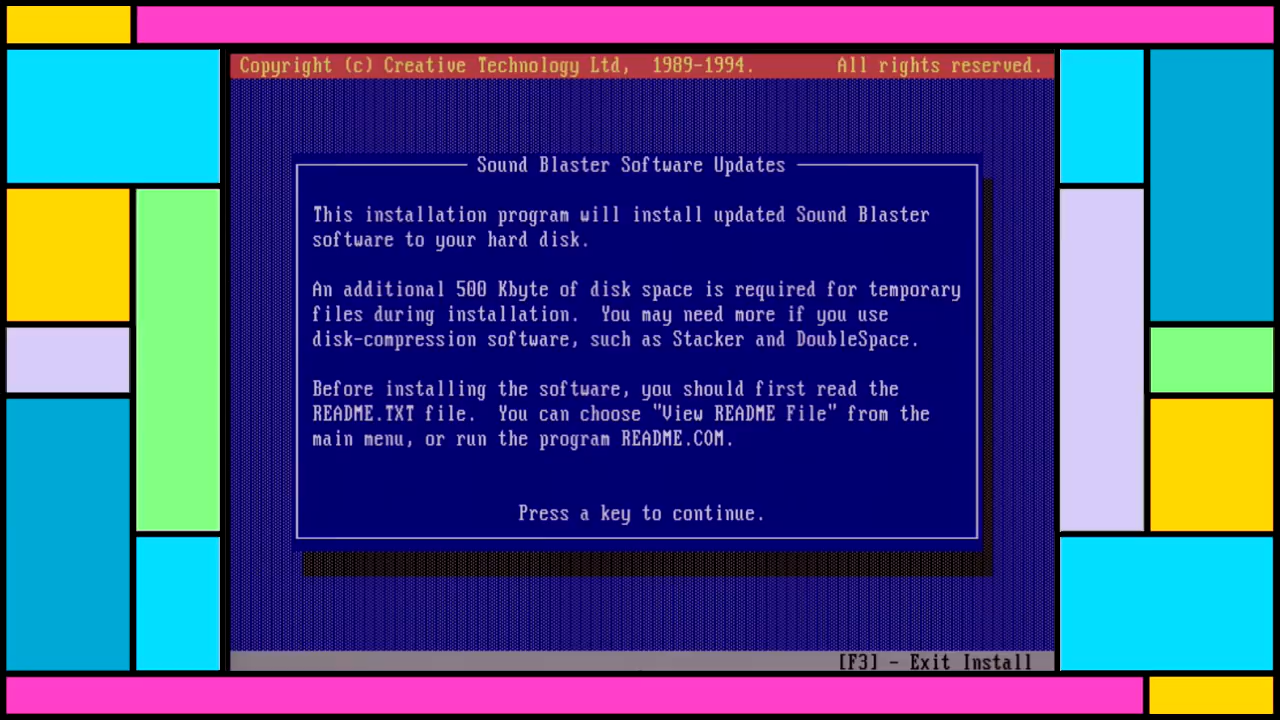 Copyright (c) Creative Technology Ltd, 1989-1994. All rights reserved.
Sound Blaster Software Updates
This installation program will install updated Sound Blaster
software to your hard disk.
An additional 500 Kbyte of disk space is required for temporary
files during installation. You may need more if you use
disk-compression software, such as Stacker and DoubleSpace.
Before installing the software, you should first read the
README.TXT file. You can choose "View README File" from the
main menu, or run the program README.COM.
Press a key to continue.
[F3] - Exit Install